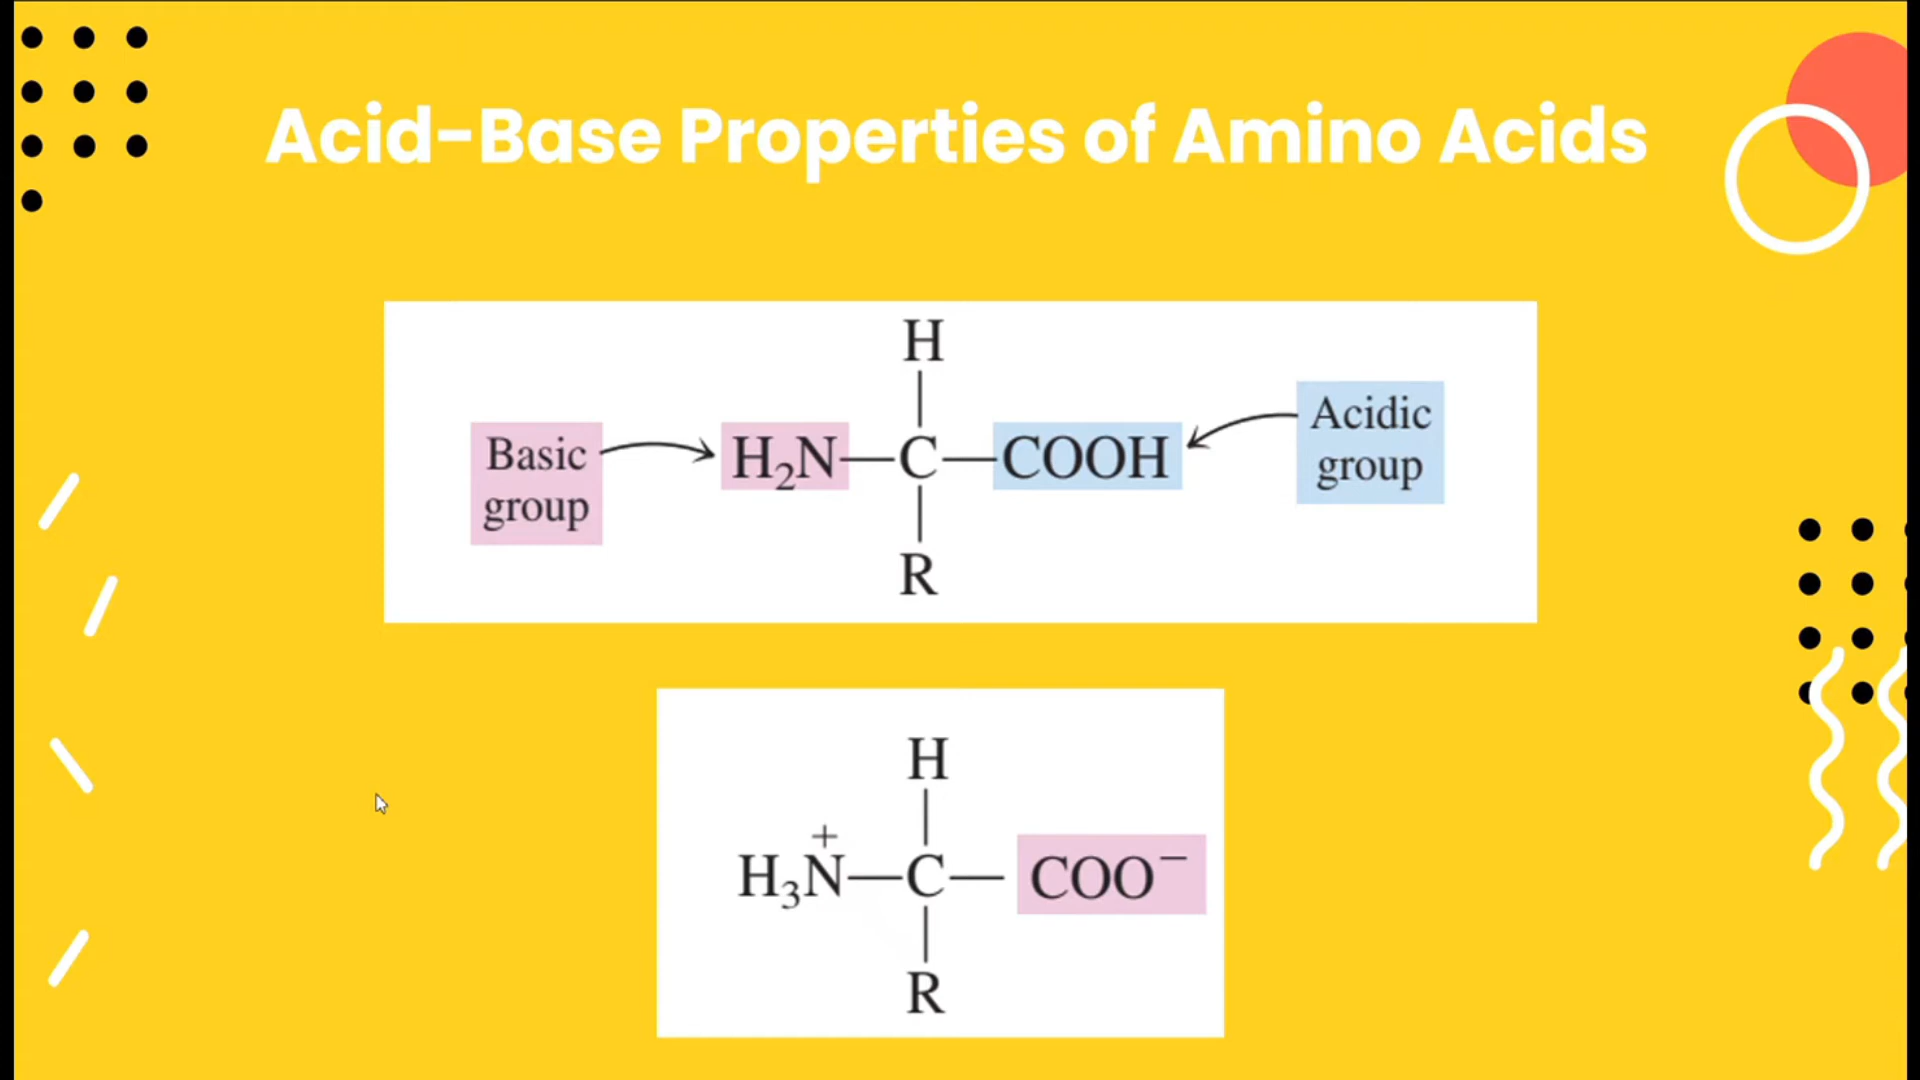 Acid-Base Properties of Amino Acids
H
Basic group
H₂N—C—COOH
Acidic group
R
H
H₃N⁺—C—COO⁻
R